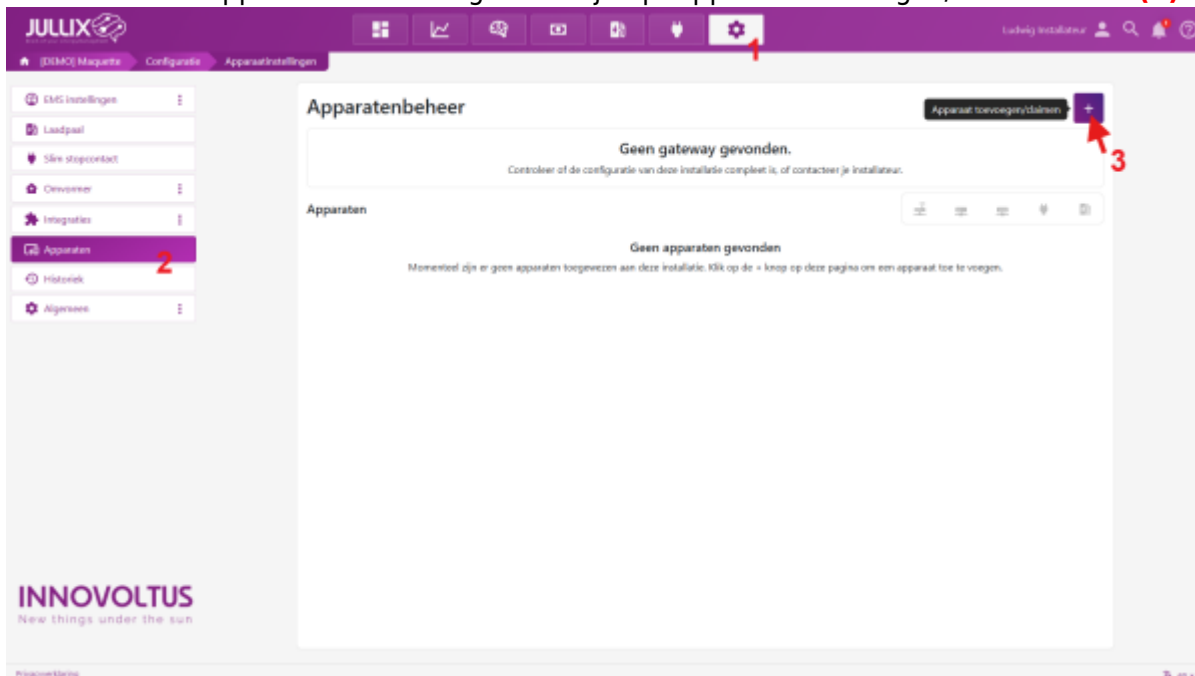 JULLIX
Ludwig Installateur
1
[DEMO] Maquette Configuratie Apparaatinstellingen
EMS instellingen
Laadpaal
Slim stopcontact
Omvormer
Integraties
Apparaten
2
Historiek
Algemeen
Apparatenbeheer
Apparaat toevoegen/claimen
+
3
Geen gateway gevonden.
Controleer of de configuratie van deze installatie compleet is, of contacteer je installateur.
Apparaten
Geen apparaten gevonden
Momenteel zijn er geen apparaten toegewezen aan deze installatie. Klik op de + knop op deze pagina om een apparaat toe te voegen.
INNOVOLTUS
New things under the sun
Privacyverklaring